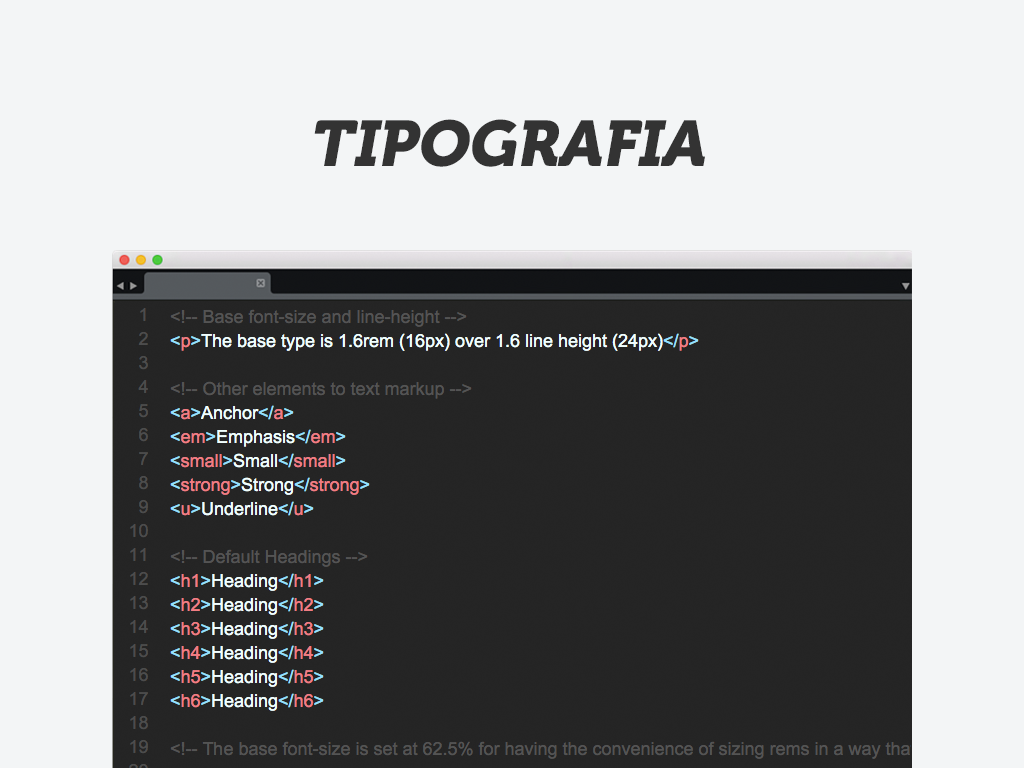 TIPOGRAFIA
1 <!-- Base font-size and line-height -->
2 <p>The base type is 1.6rem (16px) over 1.6 line height (24px)</p>
3
4 <!-- Other elements to text markup -->
5 <a>Anchor</a>
6 <em>Emphasis</em>
7 <small>Small</small>
8 <strong>Strong</strong>
9 <u>Underline</u>
10
11 <!-- Default Headings -->
12 <h1>Heading</h1>
13 <h2>Heading</h2>
14 <h3>Heading</h3>
15 <h4>Heading</h4>
16 <h5>Heading</h5>
17 <h6>Heading</h6>
18
19 <!-- The base font-size is set at 62.5% for having the convenience of sizing rems in a way tha